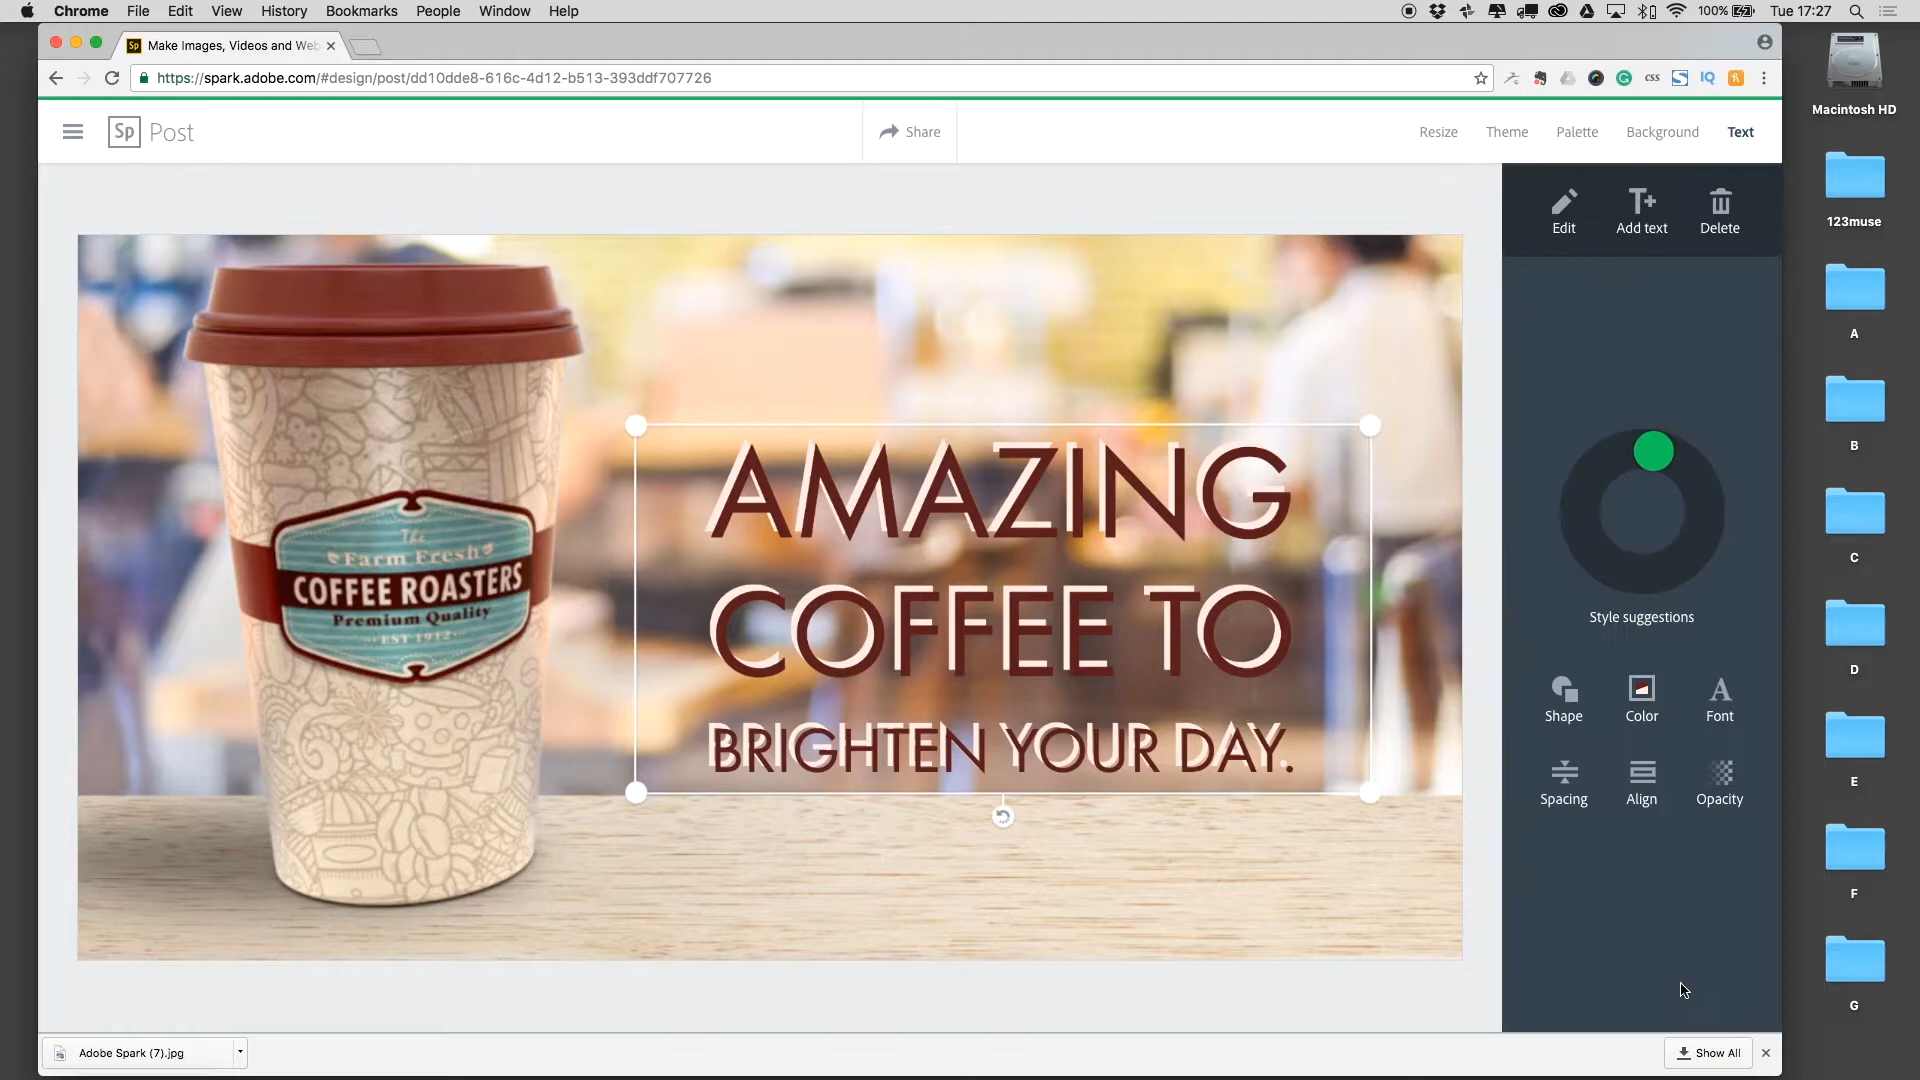 Chrome File Edit View History Bookmarks People Window Help
100% Tue 17:27
Sp Make Images, Videos and Web
https://spark.adobe.com/#design/post/dd10dde8-616c-4d12-b513-393ddf707726
css IQ
Sp Post
Share
Resize Theme Palette Background Text
Edit Add text Delete
The
Farm Fresh
COFFEE ROASTERS
Premium Quality
EST 1912
AMAZING
COFFEE TO
BRIGHTEN YOUR DAY.
Style suggestions
Shape Color Font
Spacing Align Opacity
Macintosh HD
123muse
A
B
C
D
E
F
G
Adobe Spark (7).jpg
Show All